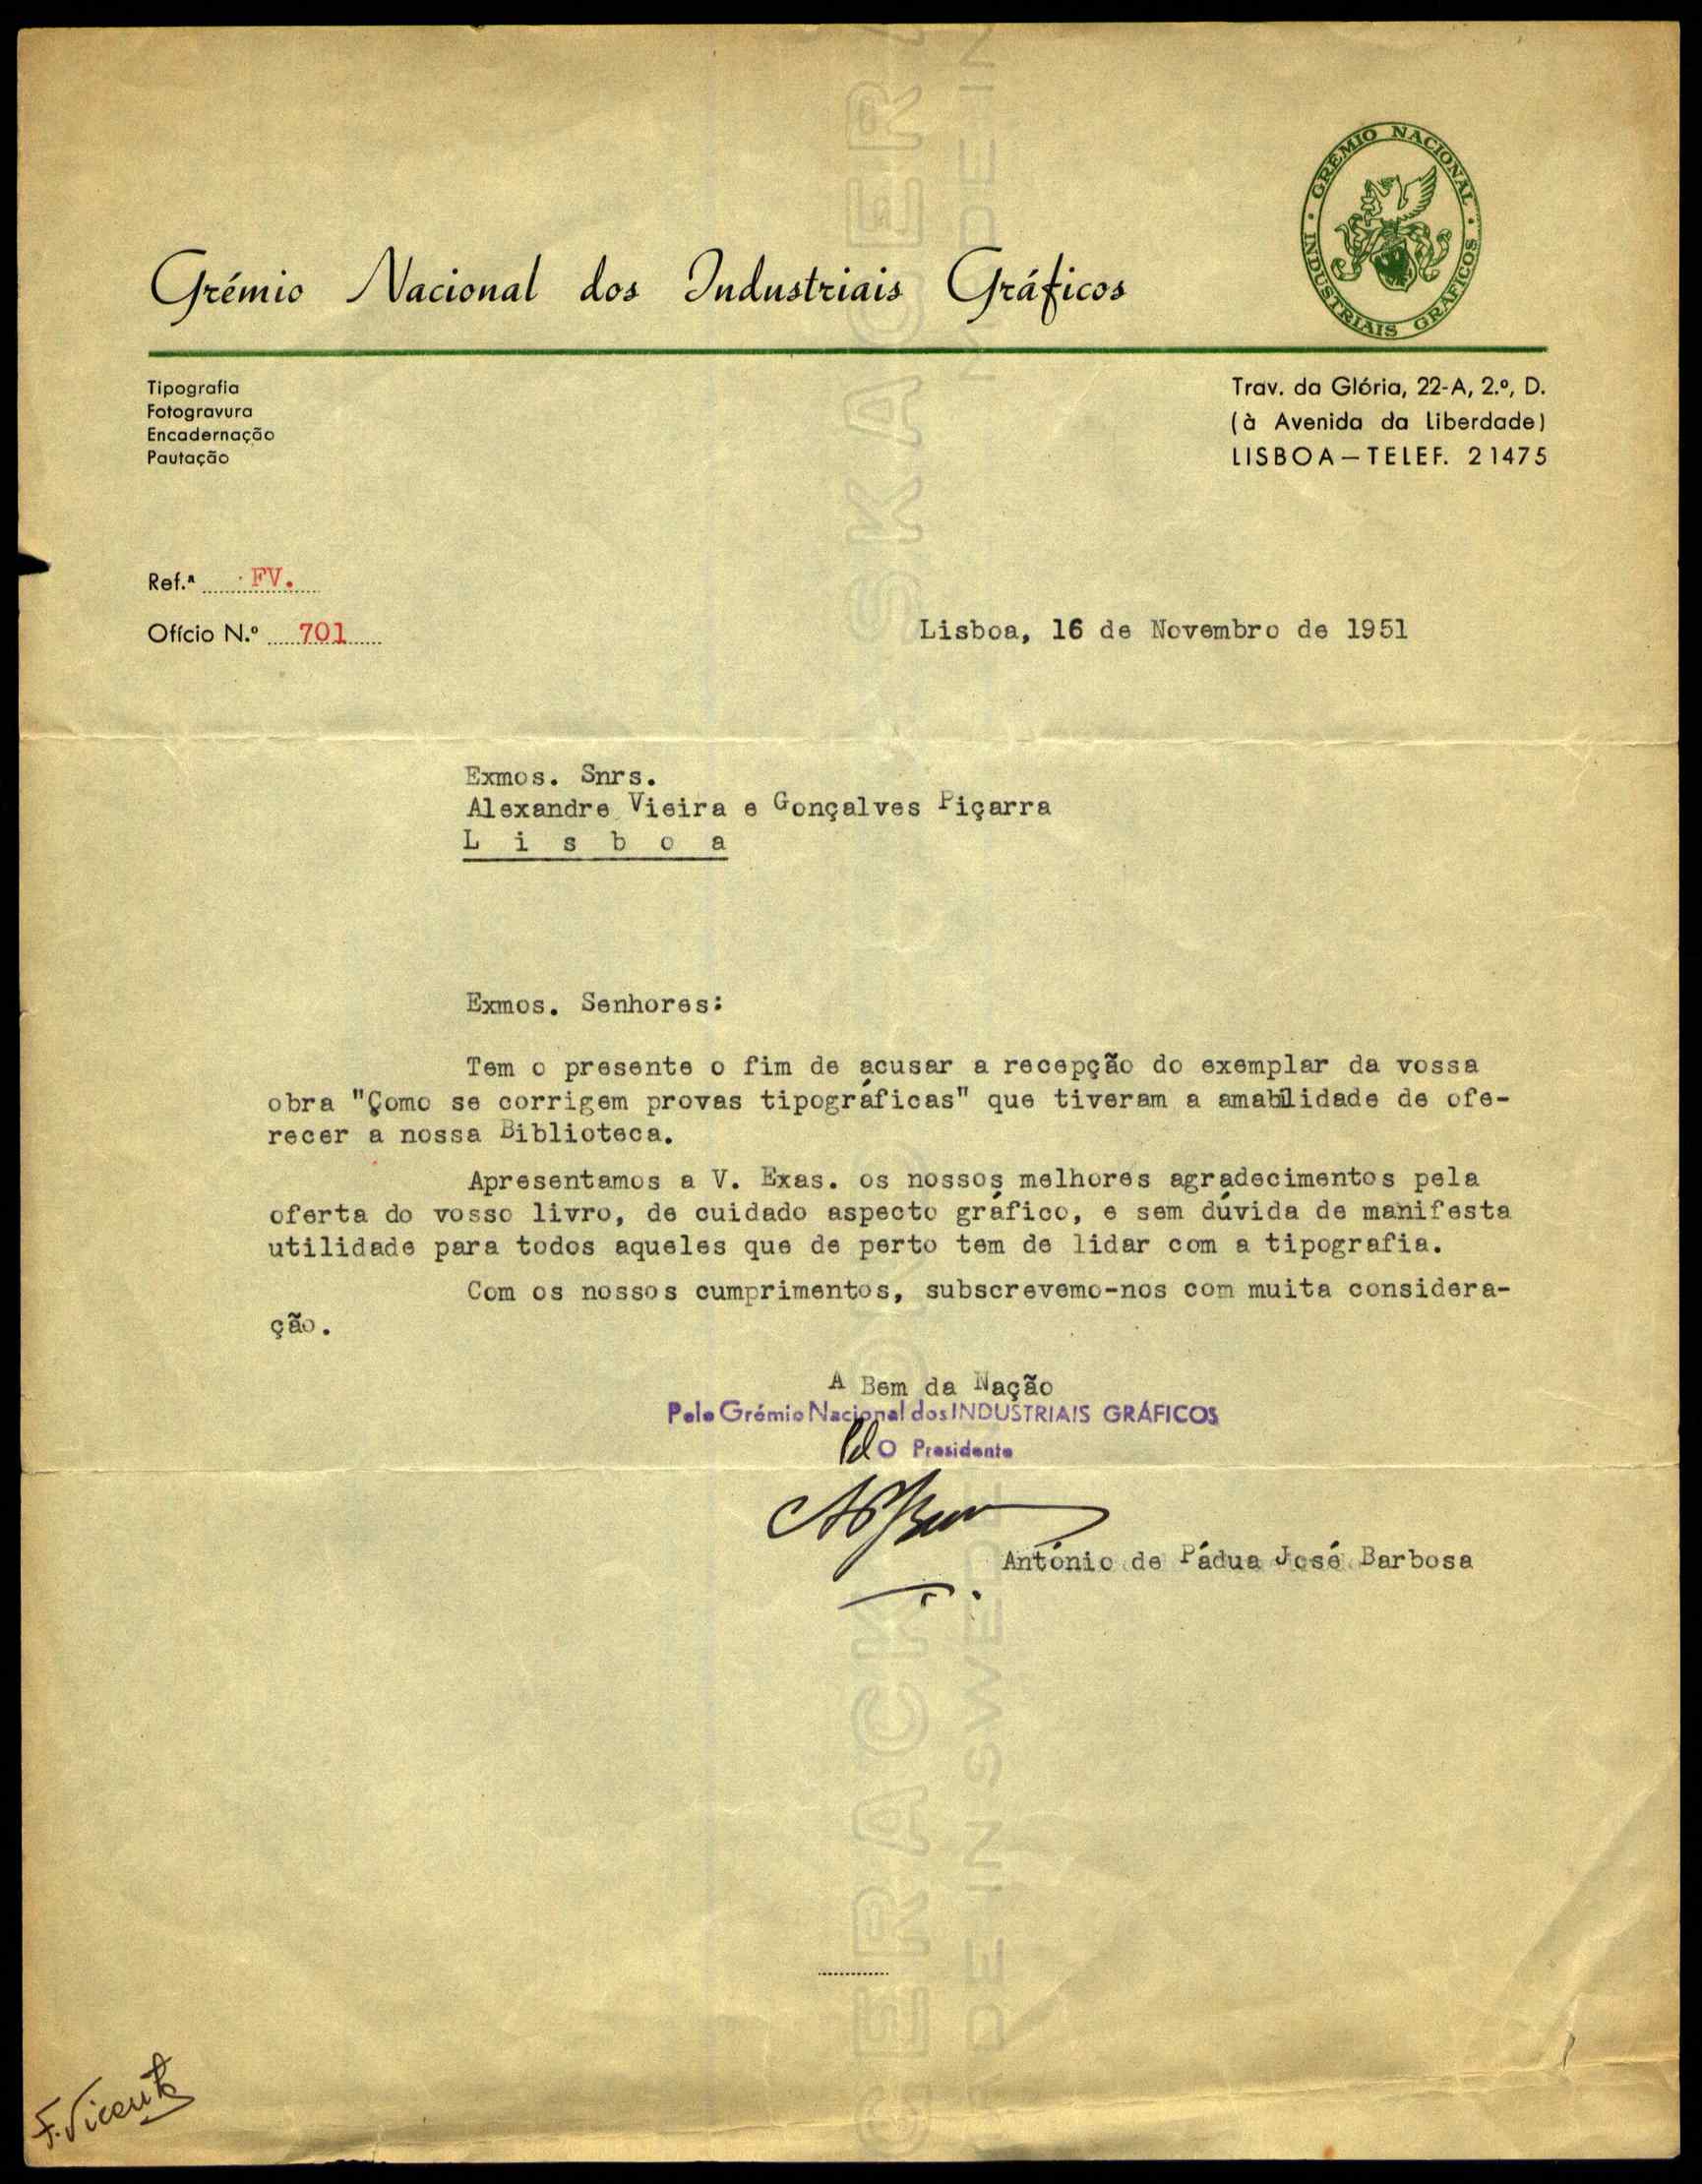 Grémio Nacional dos Industriais Gráficos
GRÉMIO NACIONAL · INDUSTRIAIS GRÁFICOS ·
Tipografia
Fotogravura
Encadernação
Pautação
Trav. da Glória, 22-A, 2.º, D.
(à Avenida da Liberdade)
LISBOA—TELEF. 21475
Ref.ª FV.
Ofício N.º 701
Lisboa, 16 de Novembro de 1951
Exmos. Snrs.
Alexandre Vieira e Gonçalves Piçarra
L i s b o a
Exmos. Senhores:
Tem o presente o fim de acusar a recepção do exemplar da vossa
obra "Como se corrigem provas tipográficas" que tiveram a amabilidade de ofe-
recer a nossa Biblioteca.
Apresentamos a V. Exas. os nossos melhores agradecimentos pela
oferta do vosso livro, de cuidado aspecto gráfico, e sem dúvida de manifesta
utilidade para todos aqueles que de perto tem de lidar com a tipografia.
Com os nossos cumprimentos, subscrevemo-nos com muita considera-
ção.
A Bem da Nação
Pelo Grémio Nacional dos INDUSTRIAIS GRÁFICOS
O Presidente
António de Pádua José Barbosa
F. Vicente
MADE IN SWEDEN